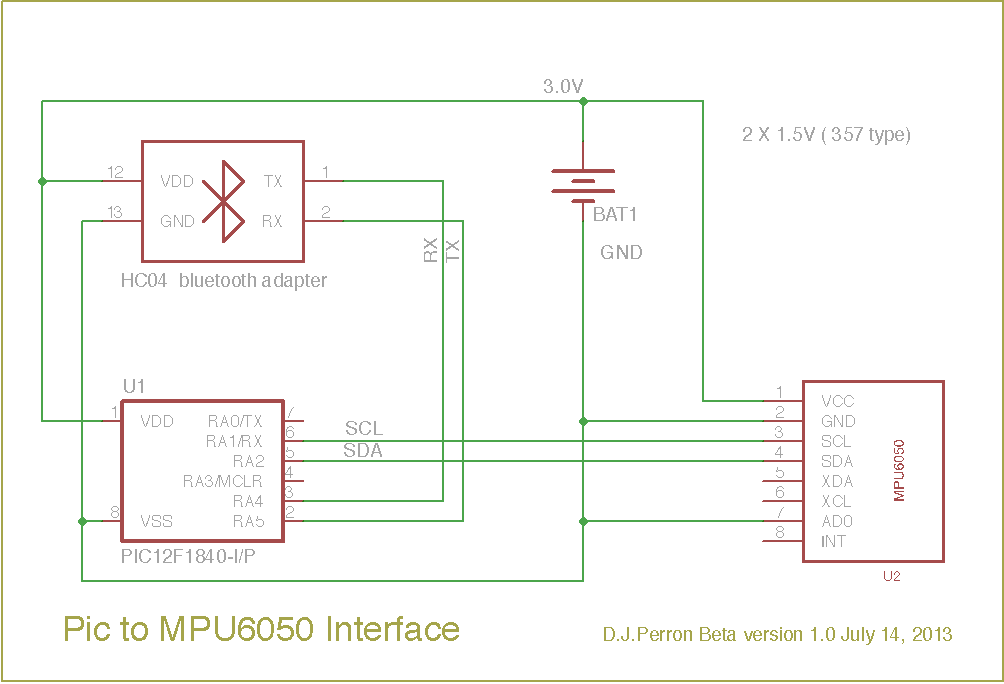 3.0V
2 X 1.5V ( 357 type)
12 VDD TX 1
13 GND RX 2
BAT1
RX TX
GND
HC04 bluetooth adapter
U1
1 VDD RA0/TX 7
RA1/RX 6
RA2 5
RA3/MCLR 4
RA4 3
8 VSS RA5 2
PIC12F1840-I/P
SCL
SDA
1 VCC
2 GND
3 SCL
4 SDA
5 XDA
6 XCL
7 AD0
8 INT
MPU6050
U2
Pic to MPU6050 Interface
D.J.Perron Beta version 1.0 July 14, 2013